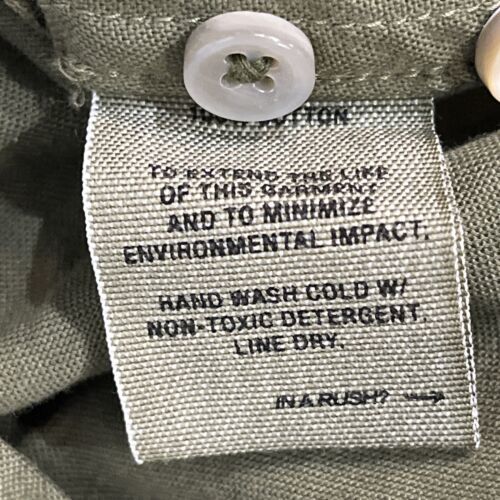 COTTON
TO EXTEND THE LIFE
OF THIS GARMENT
AND TO MINIMIZE
ENVIRONMENTAL IMPACT.
HAND WASH COLD W/
NON-TOXIC DETERGENT.
LINE DRY.
IN A RUSH? →